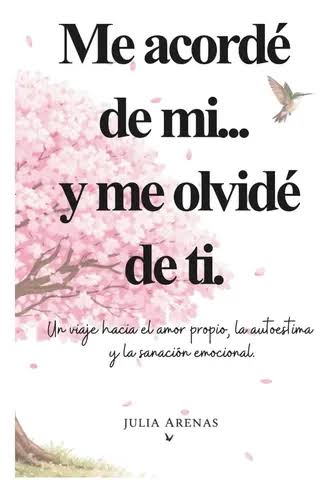 Me acordé
de mi...
y me olvidé
de ti.
Un viaje hacia el amor propio, la autoestima
y la sanación emocional.
JULIA ARENAS